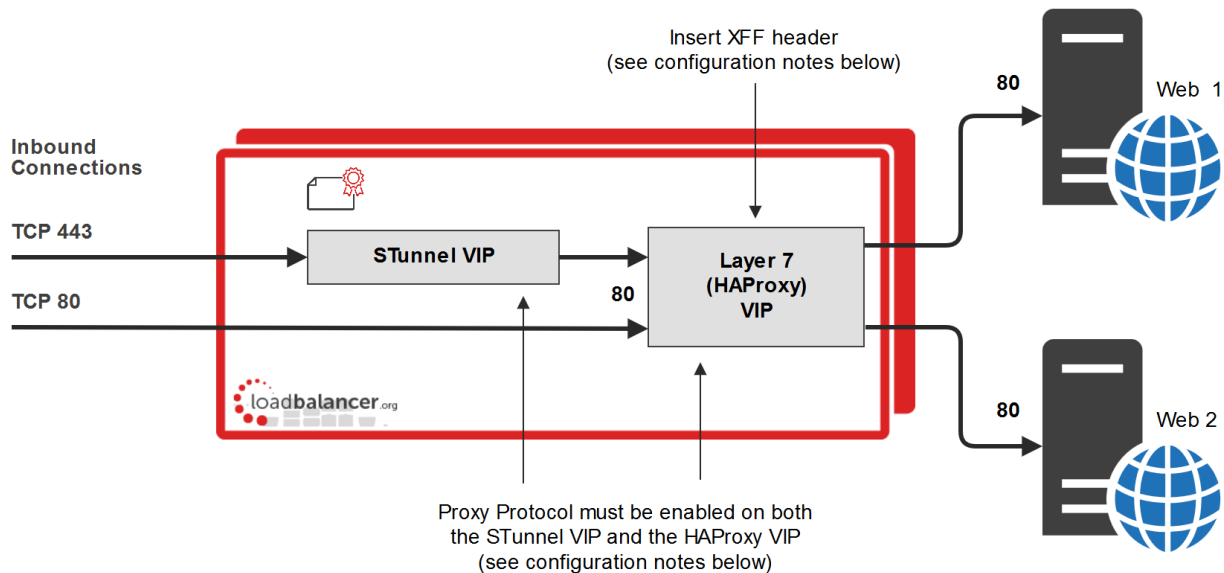 Insert XFF header
(see configuration notes below)
80
Web 1
Inbound
Connections
TCP 443
STunnel VIP
Layer 7
(HAProxy)
VIP
TCP 80
80
loadbalancer.org
80
Web 2
Proxy Protocol must be enabled on both
the STunnel VIP and the HAProxy VIP
(see configuration notes below)